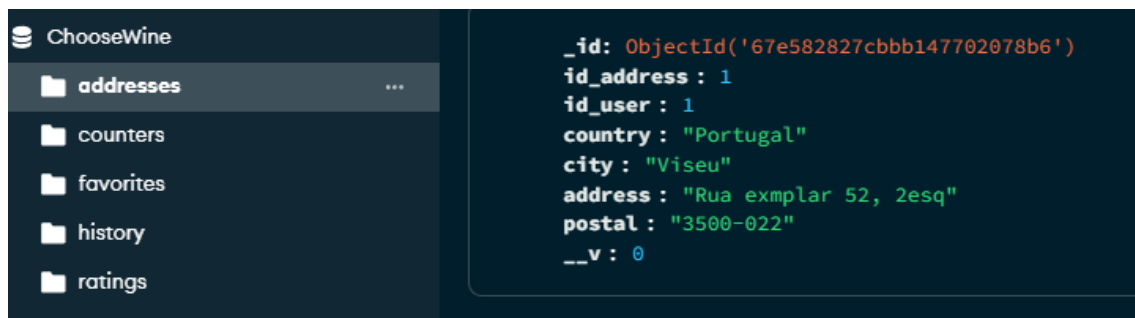 ChooseWine
addresses
counters
favorites
history
ratings
_id: ObjectId('67e582827cbbb147702078b6')
id_address : 1
id_user : 1
country : "Portugal"
city : "Viseu"
address : "Rua exmplar 52, 2esq"
postal : "3500-022"
__v : 0